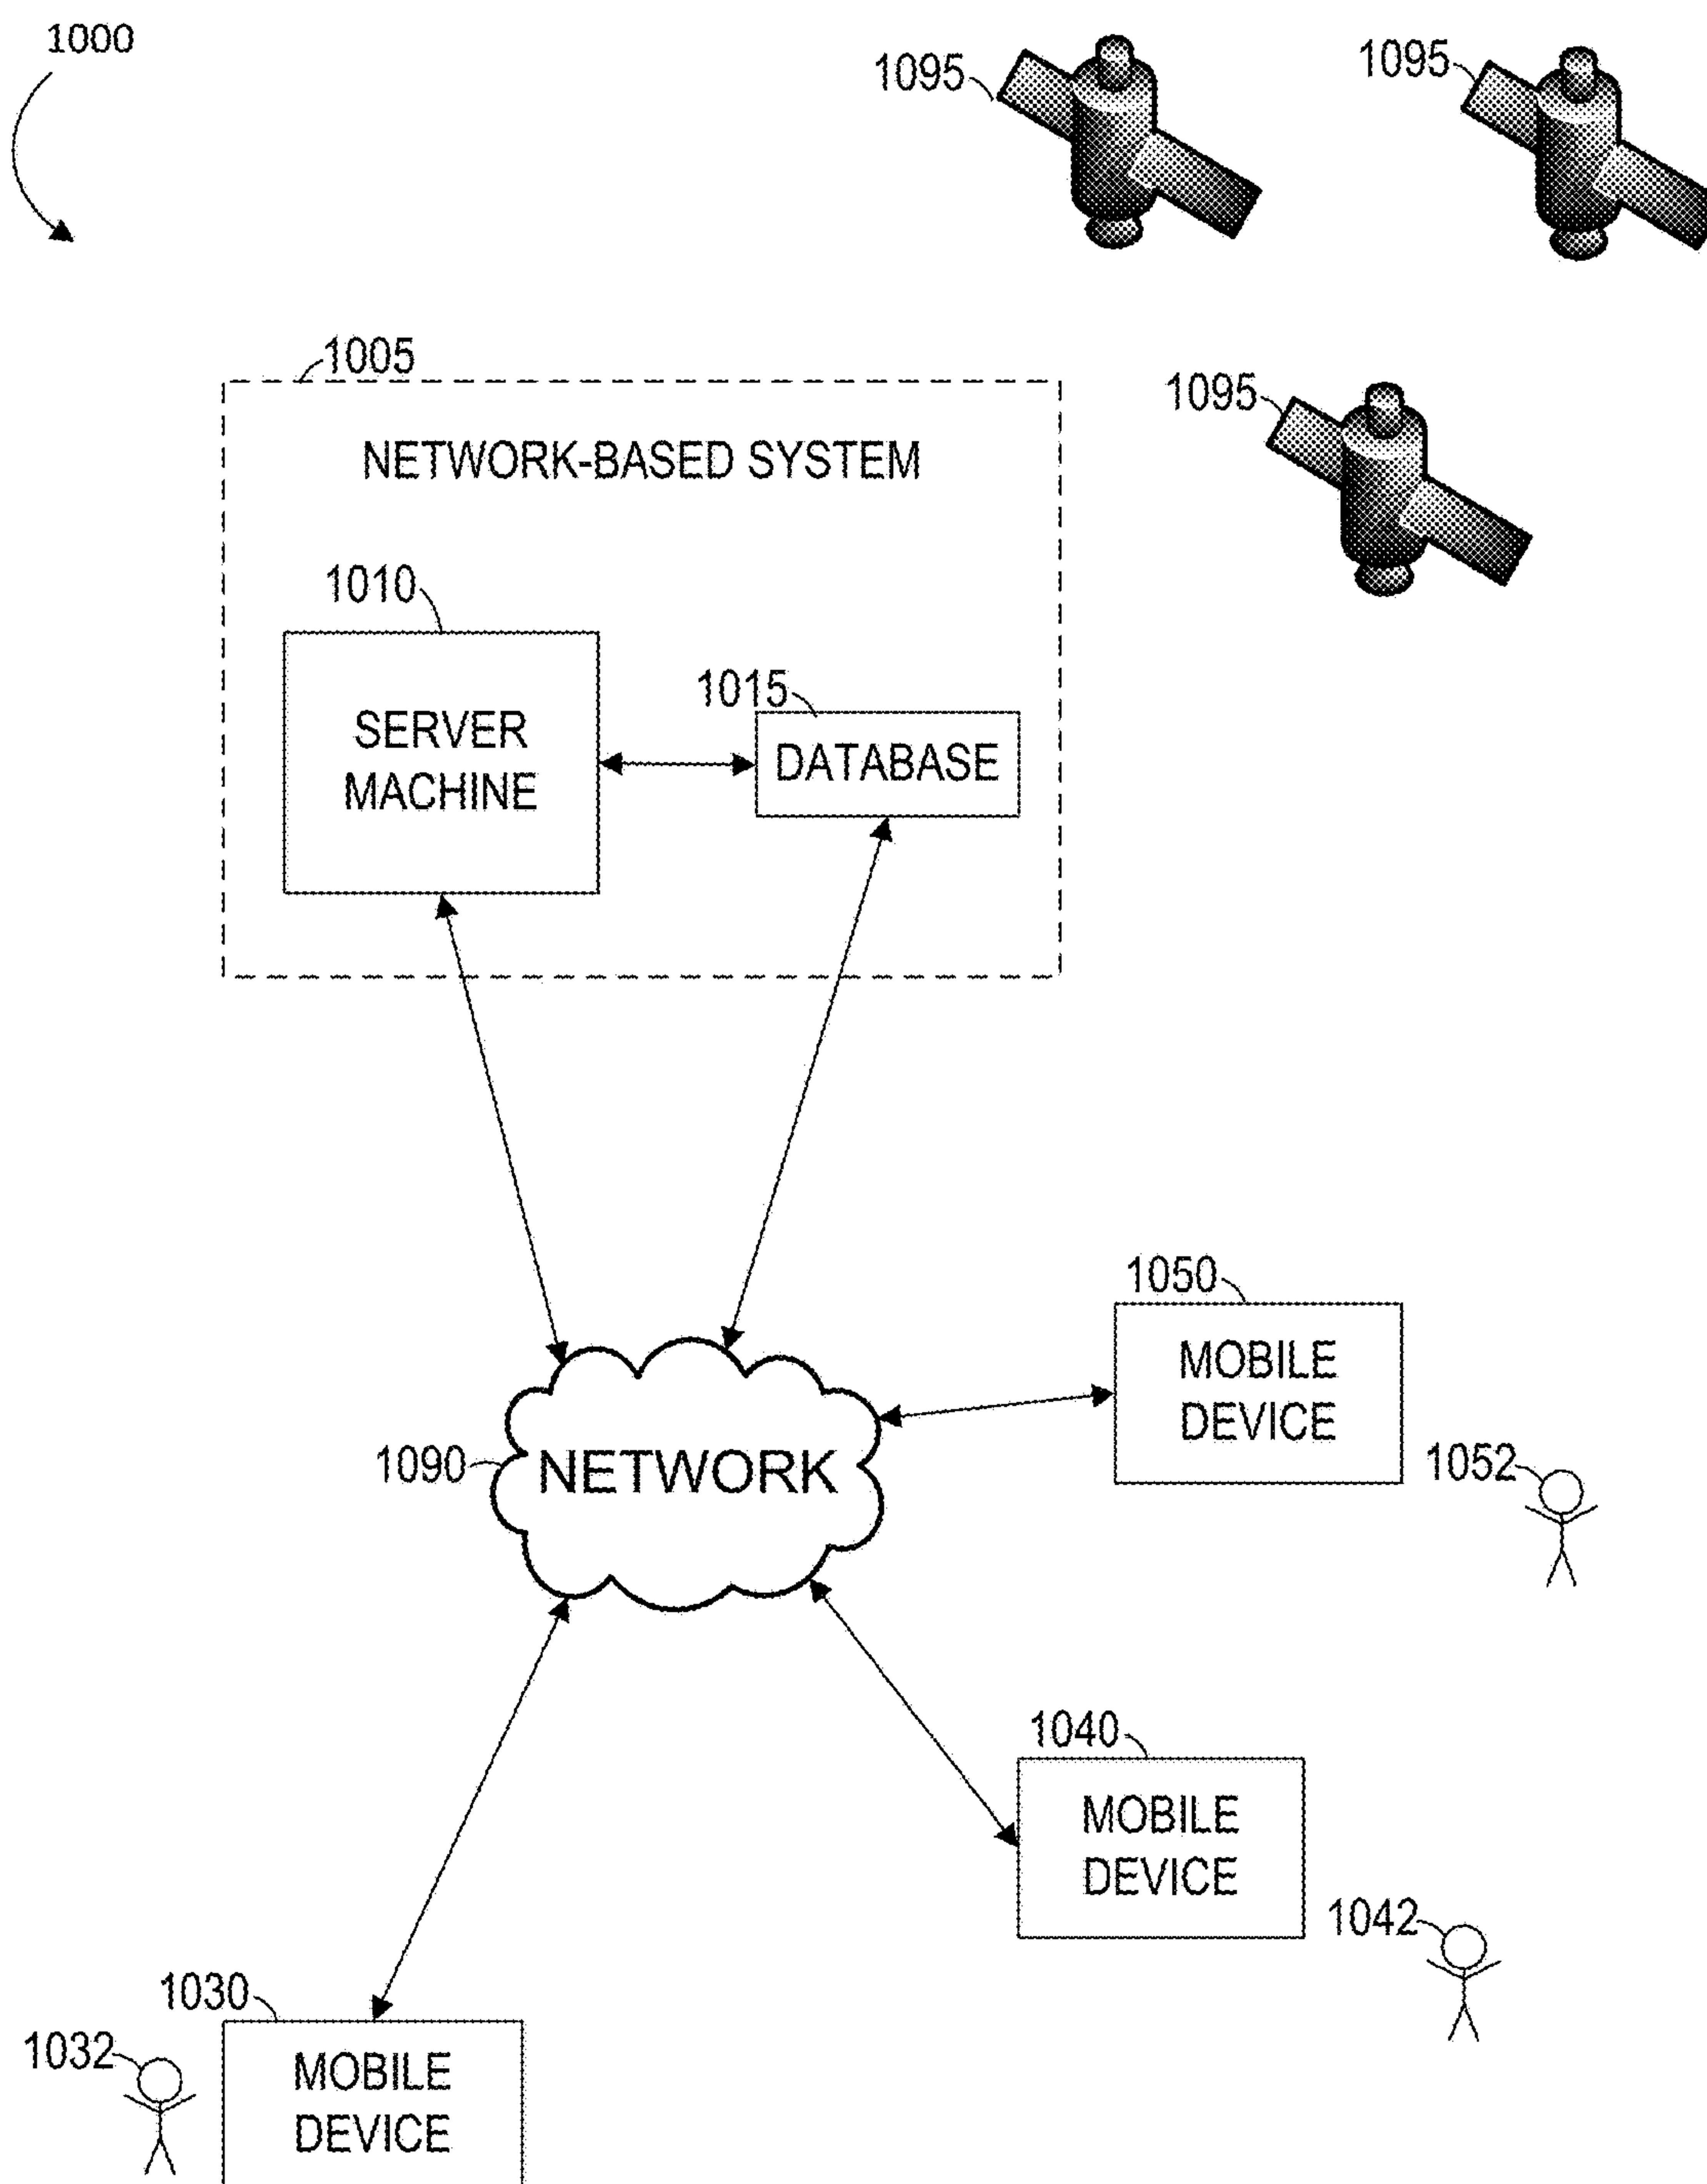 1000
1095
1095
1005
1095
NETWORK-BASED SYSTEM
1010
1015
SERVER
MACHINE
DATABASE
1050
MOBILE
DEVICE
1090
NETWORK
1052
1040
MOBILE
DEVICE
1042
1030
1032
MOBILE
DEVICE